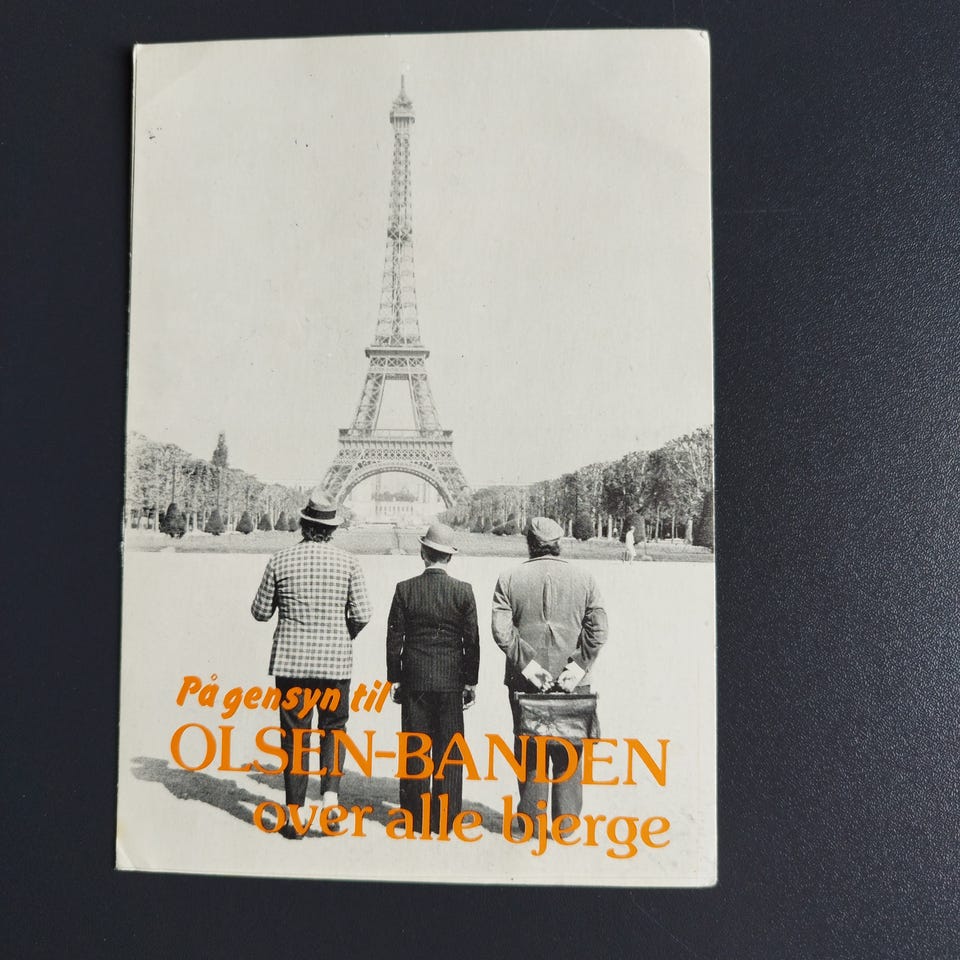 På gensyn til
OLSEN-BANDEN
over alle bjerge